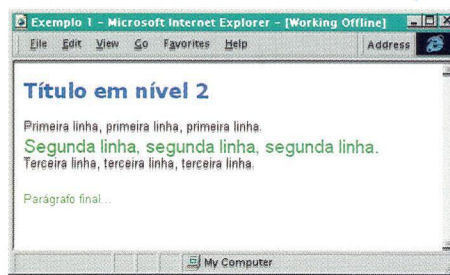 Exemplo 1 - Microsoft Internet Explorer - [Working Offline]
File Edit View Go Favorites Help Address
Título em nível 2
Primeira linha, primeira linha, primeira linha.
Segunda linha, segunda linha, segunda linha.
Terceira linha, terceira linha, terceira linha.
Parágrafo final...
My Computer